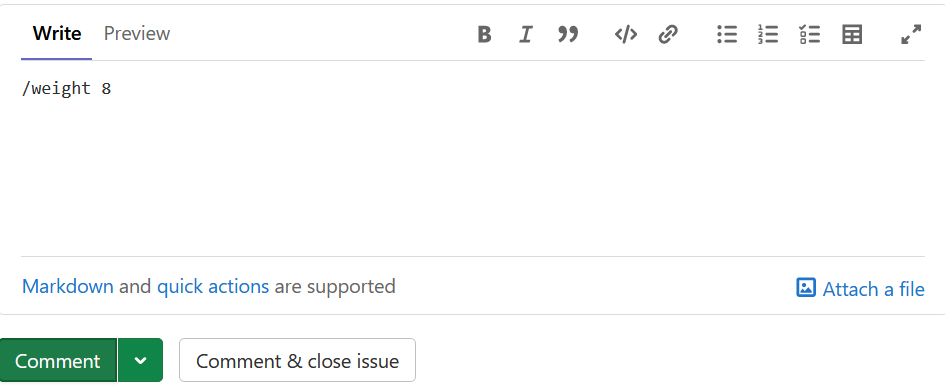 Write Preview
/weight 8
Markdown and quick actions are supported
Attach a file
Comment Comment & close issue